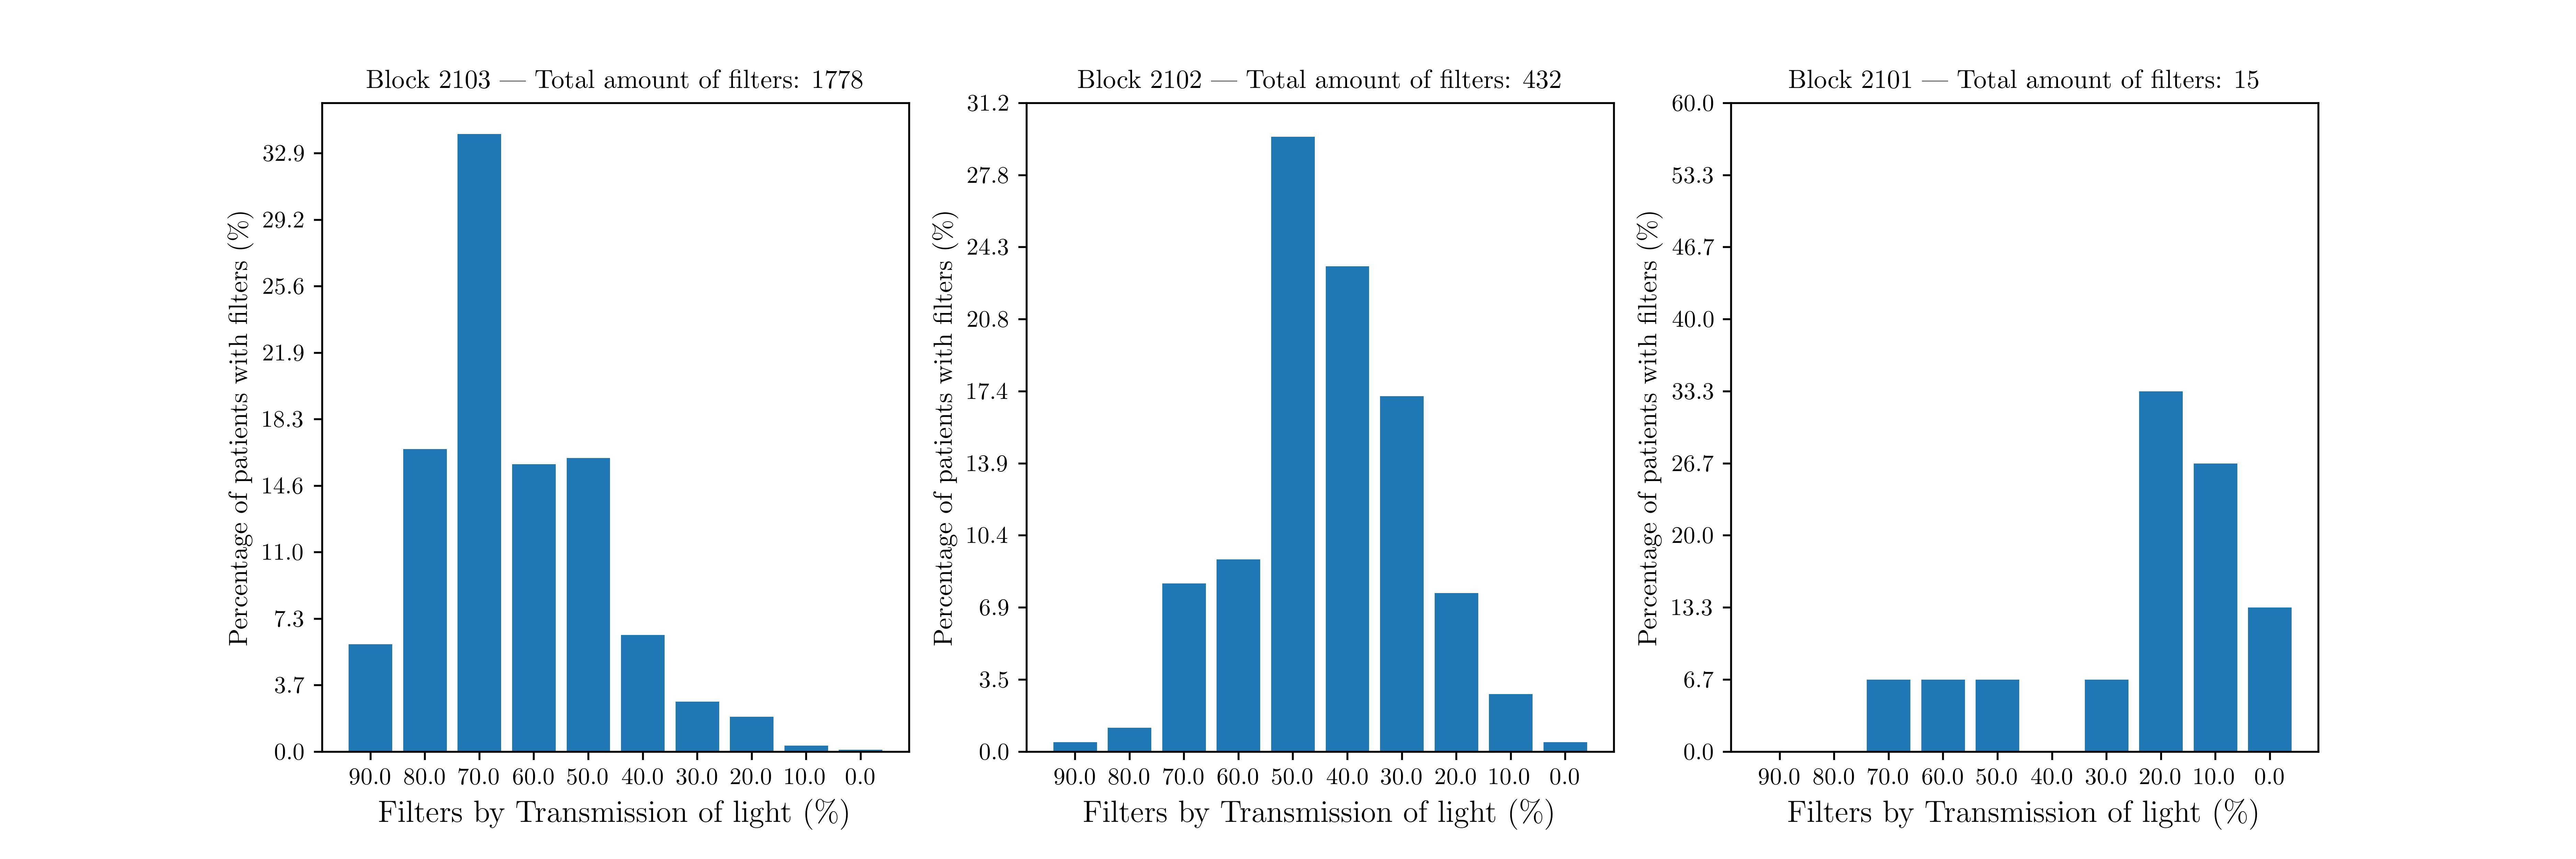 Block 2103 — Total amount of filters: 1778
Percentage of patients with filters (%)
32.9
29.2
25.6
21.9
18.3
14.6
11.0
7.3
3.7
0.0
90.0 80.0 70.0 60.0 50.0 40.0 30.0 20.0 10.0 0.0
Filters by Transmission of light (%)
Block 2102 — Total amount of filters: 432
Percentage of patients with filters (%)
31.2
27.8
24.3
20.8
17.4
13.9
10.4
6.9
3.5
0.0
90.0 80.0 70.0 60.0 50.0 40.0 30.0 20.0 10.0 0.0
Filters by Transmission of light (%)
Block 2101 — Total amount of filters: 15
Percentage of patients with filters (%)
60.0
53.3
46.7
40.0
33.3
26.7
20.0
13.3
6.7
0.0
90.0 80.0 70.0 60.0 50.0 40.0 30.0 20.0 10.0 0.0
Filters by Transmission of light (%)